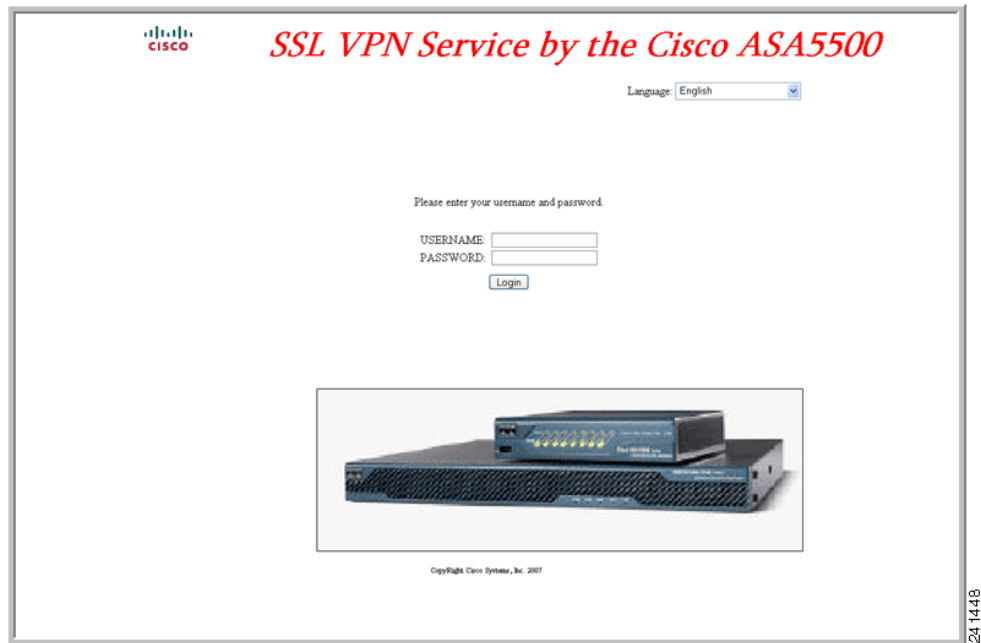 CISCO
SSL VPN Service by the Cisco ASA5500
Language: English
Please enter your username and password.
USERNAME:
PASSWORD:
Login
CopyRight Cisco Systems, Inc. 2007
241448